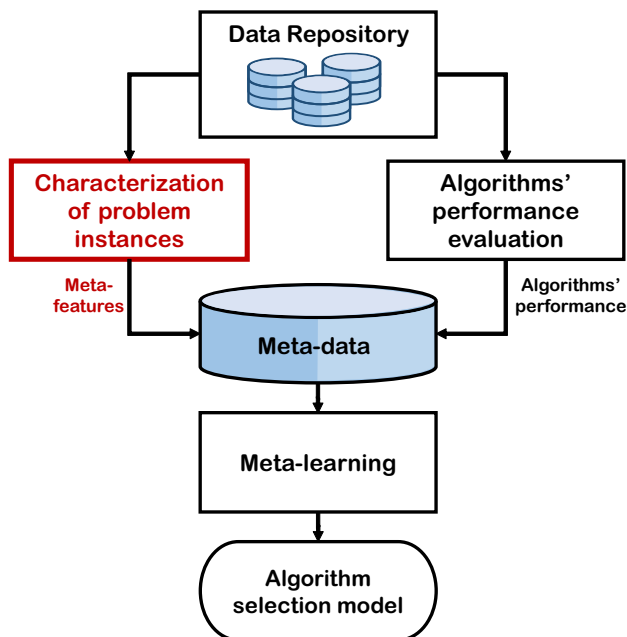 Data Repository
Characterization
of problem
instances
Algorithms'
performance
evaluation
Meta-
features
Algorithms'
performance
Meta-data
Meta-learning
Algorithm
selection model